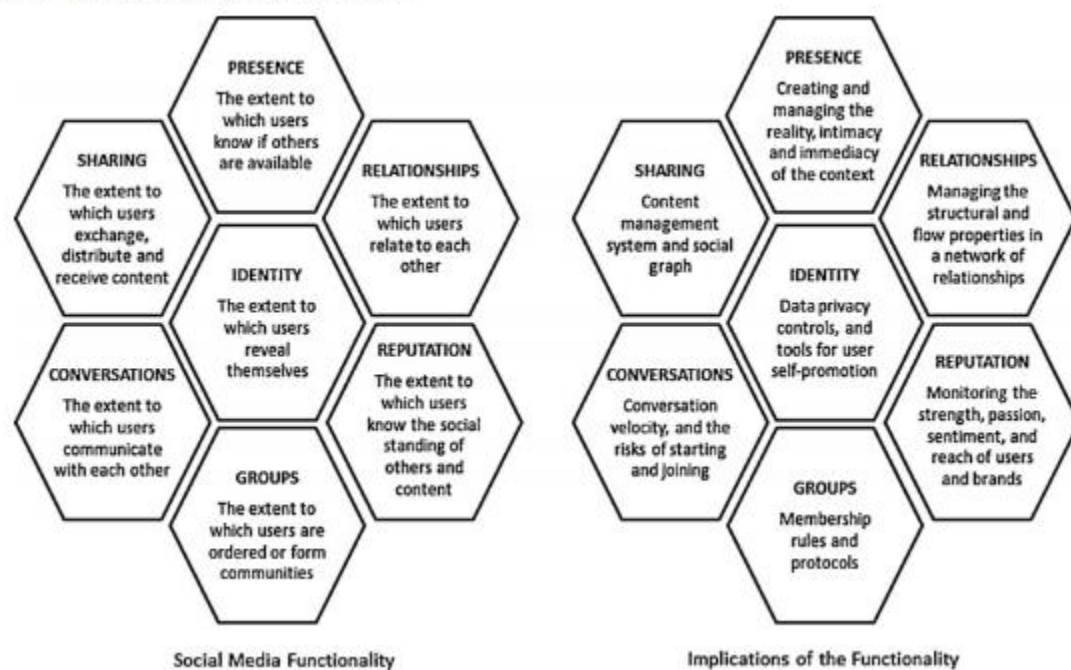 PRESENCE
The extent to
which users
know if others
are available
SHARING
The extent to
which users
exchange,
distribute and
receive content
RELATIONSHIPS
The extent to
which users
relate to each
other
IDENTITY
The extent to
which users
reveal
themselves
CONVERSATIONS
The extent to
which users
communicate
with each other
REPUTATION
The extent to
which users
know the social
standing of
others and
content
GROUPS
The extent to
which users are
ordered or form
communities
Social Media Functionality
PRESENCE
Creating and
managing the
reality, intimacy
and immediacy
of the context
SHARING
Content
management
system and social
graph
RELATIONSHIPS
Managing the
structural and
flow properties in
a network of
relationships
IDENTITY
Data privacy
controls, and
tools for user
self-promotion
CONVERSATIONS
Conversation
velocity, and the
risks of starting
and joining
REPUTATION
Monitoring the
strength, passion,
sentiment, and
reach of users
and brands
GROUPS
Membership
rules and
protocols
Implications of the Functionality